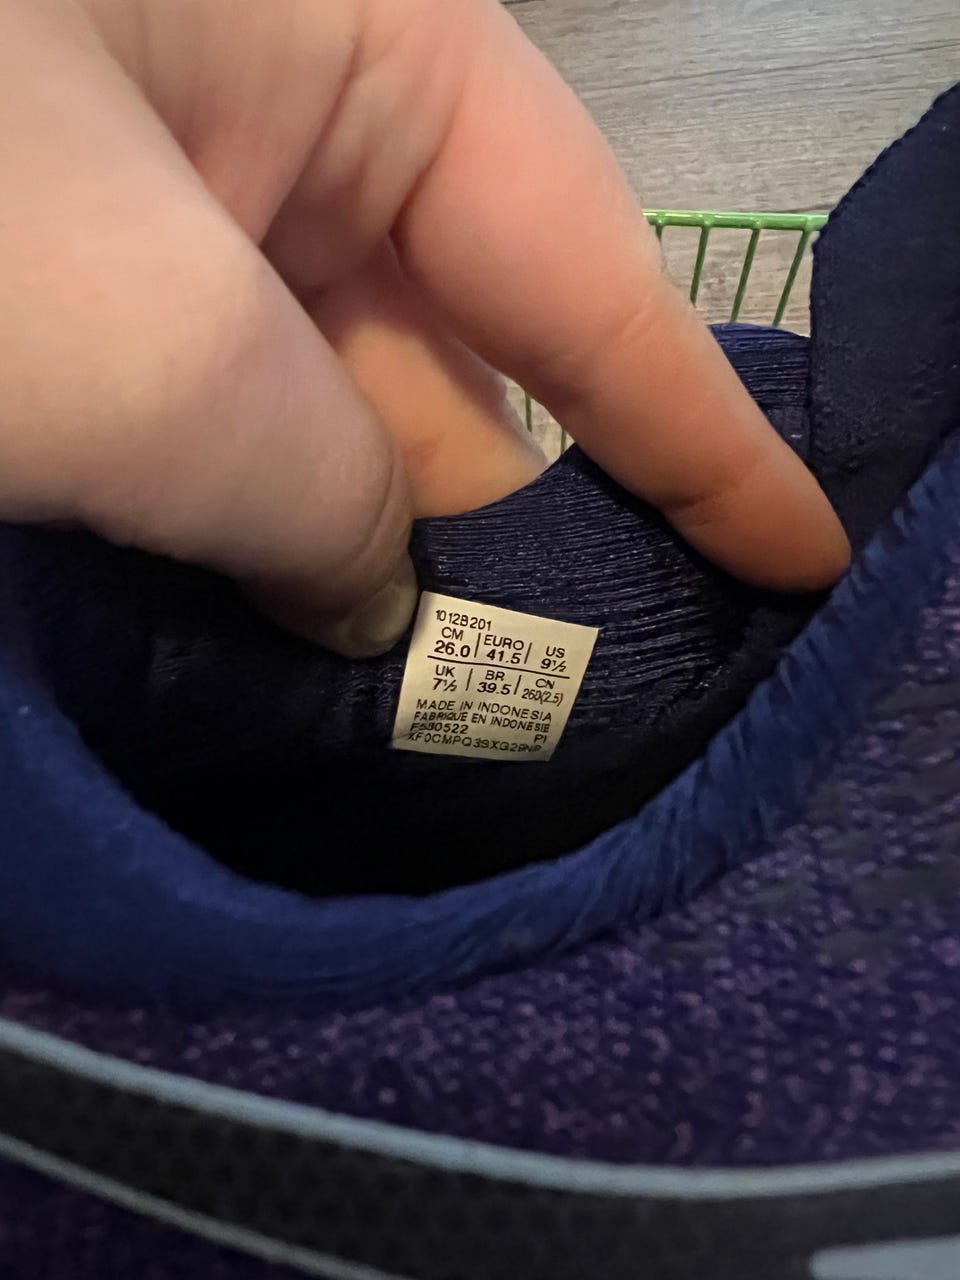 1012B201
CM EURO US
26.0 41.5 9½
UK BR CN
7½ 39.5 260(2.5)
MADE IN INDONESIA
FABRIQUE EN INDONESIE
PI